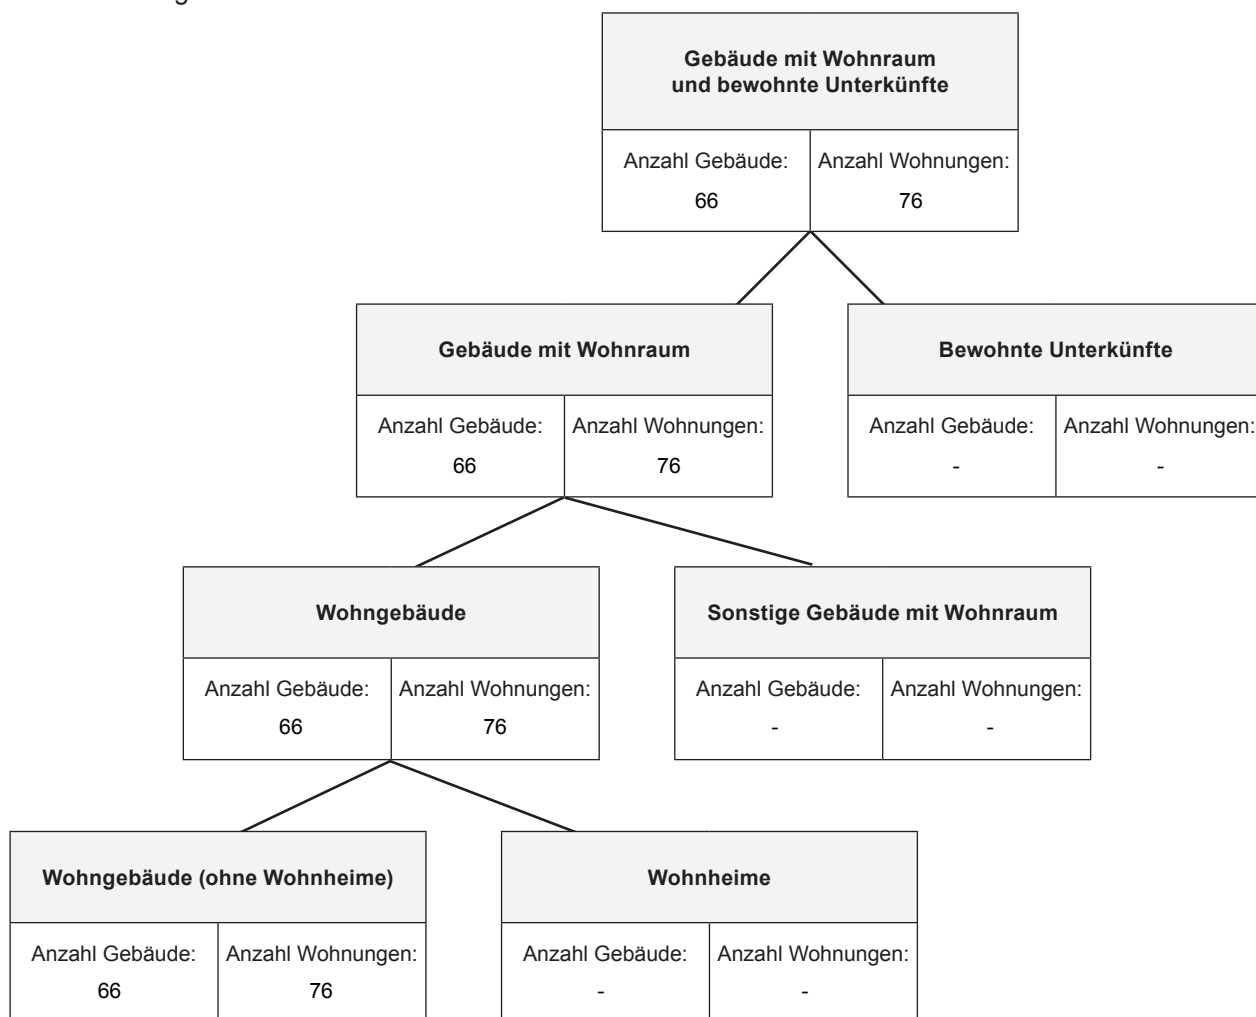 Gebäude mit Wohnraum
und bewohnte Unterkünfte
Anzahl Gebäude: Anzahl Wohnungen:
66 76
Gebäude mit Wohnraum
Anzahl Gebäude: Anzahl Wohnungen:
66 76
Bewohnte Unterkünfte
Anzahl Gebäude: Anzahl Wohnungen:
- -
Wohngebäude
Anzahl Gebäude: Anzahl Wohnungen:
66 76
Sonstige Gebäude mit Wohnraum
Anzahl Gebäude: Anzahl Wohnungen:
- -
Wohngebäude (ohne Wohnheime)
Anzahl Gebäude: Anzahl Wohnungen:
66 76
Wohnheime
Anzahl Gebäude: Anzahl Wohnungen:
- -